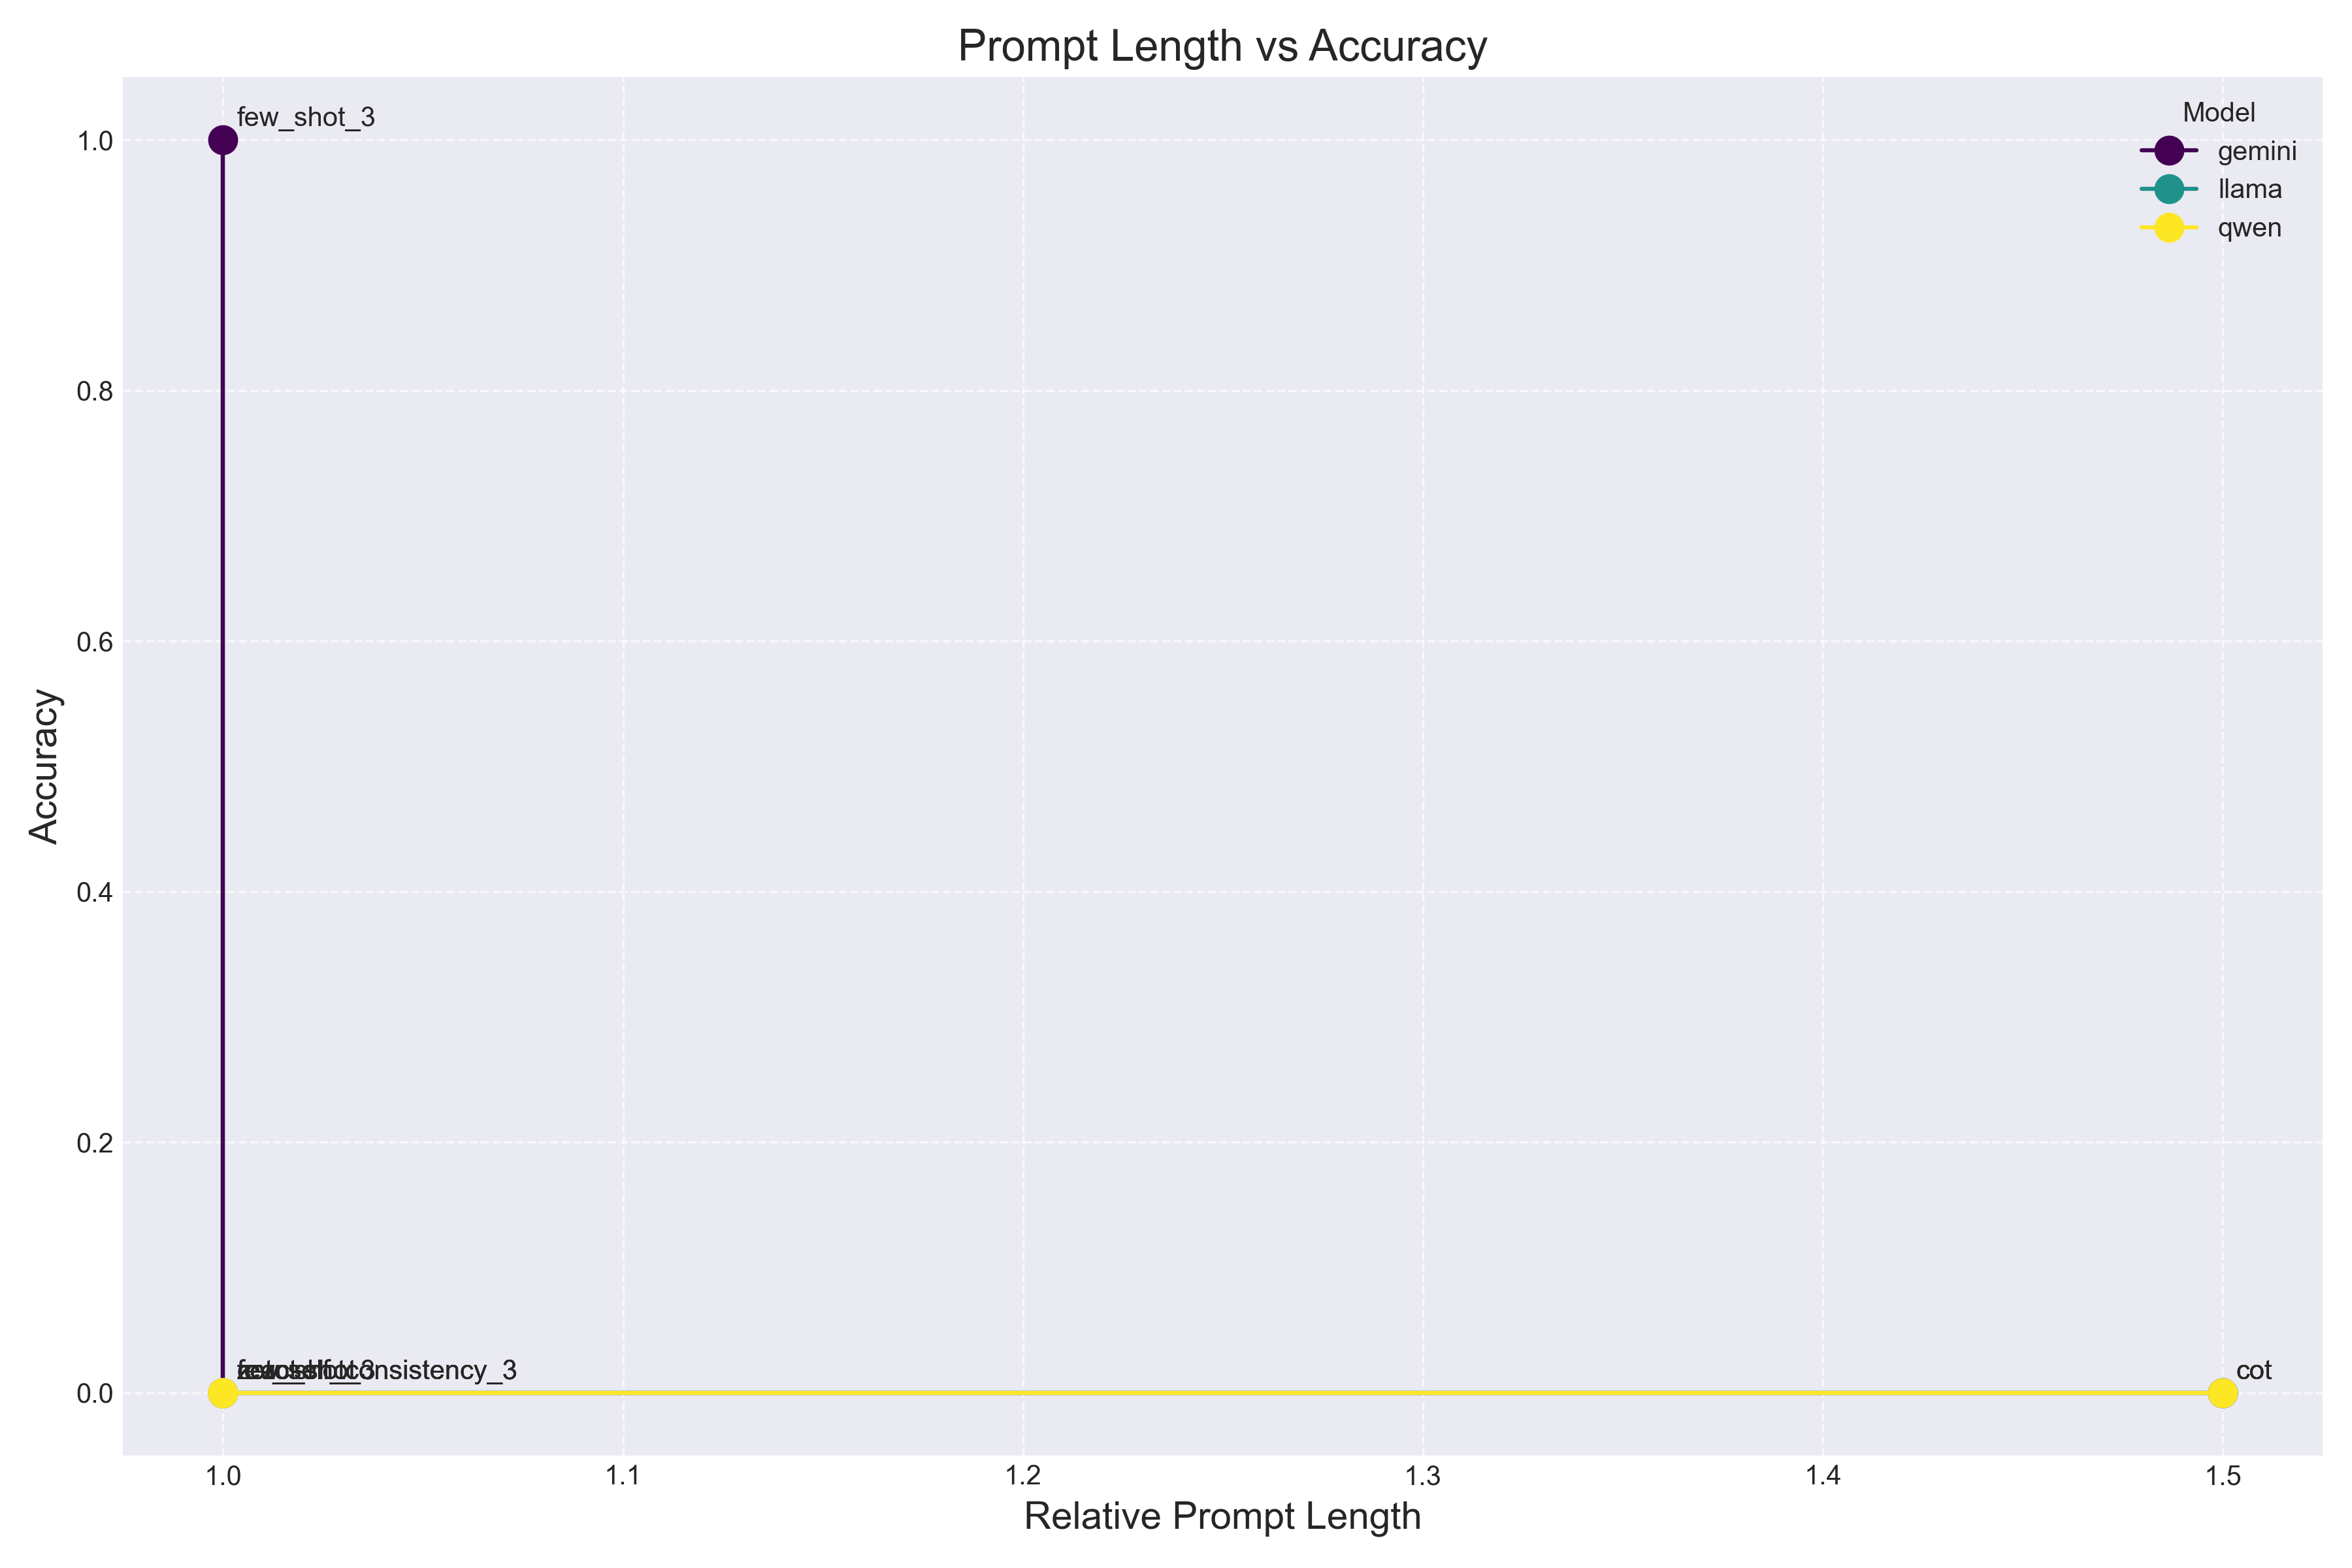 Prompt Length vs Accuracy
few_shot_3
Model
gemini
llama
qwen
1.0
0.8
0.6
0.4
0.2
0.0
Accuracy
cot
1.0
1.1
1.2
1.3
1.4
1.5
Relative Prompt Length